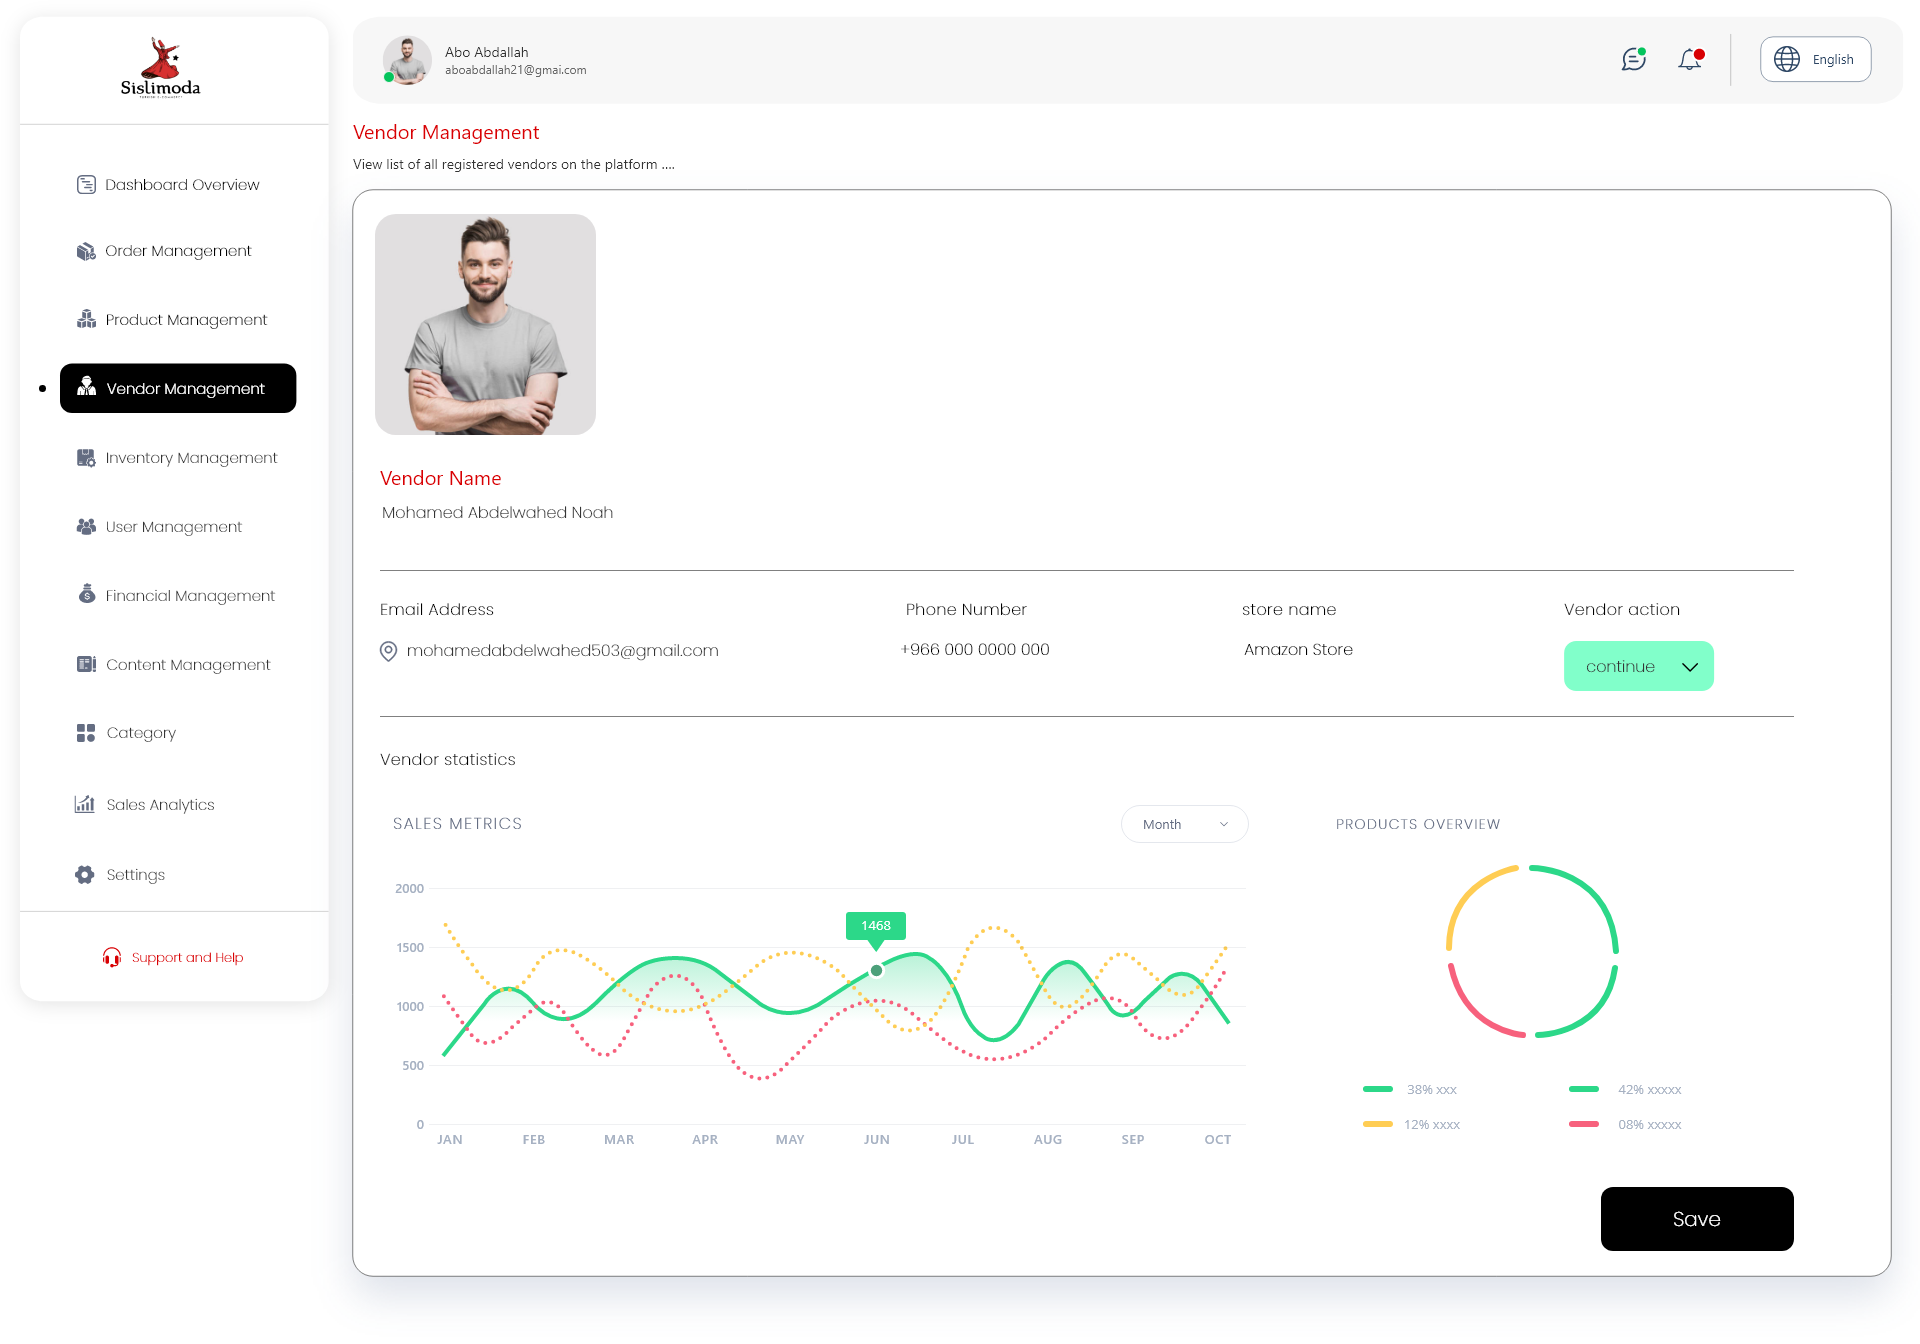 Sislimoda
Dashboard Overview
Order Management
Product Management
Vendor Management
Inventory Management
User Management
Financial Management
Content Management
Category
Sales Analytics
Settings
Support and Help
Abo Abdallah
aboabdallah21@gmai.com
English
Vendor Management
View list of all registered vendors on the platform ....
Vendor Name
Mohamed Abdelwahed Noah
Email Address
Phone Number
store name
Vendor action
mohamedabdelwahed503@gmail.com
+966 000 0000 000
Amazon Store
continue
Vendor statistics
SALES METRICS
Month
PRODUCTS OVERVIEW
2000
1500
1000
500
0
1468
JAN FEB MAR APR MAY JUN JUL AUG SEP OCT
38% xxx
42% xxxxx
12% xxxx
08% xxxxx
Save